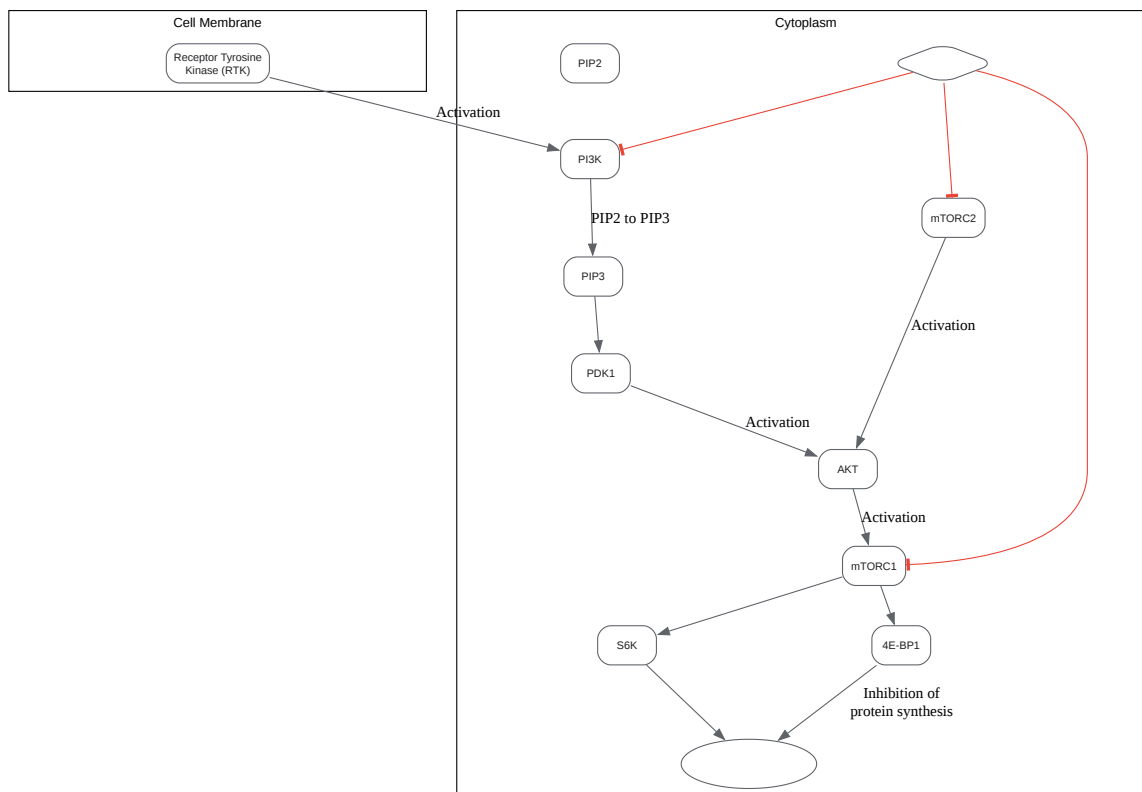 Cell Membrane
Cytoplasm
Receptor Tyrosine
Kinase (RTK)
PIP2
Activation
PI3K
PIP2 to PIP3
mTORC2
PIP3
Activation
PDK1
Activation
AKT
Activation
mTORC1
S6K
4E-BP1
Inhibition of
protein synthesis